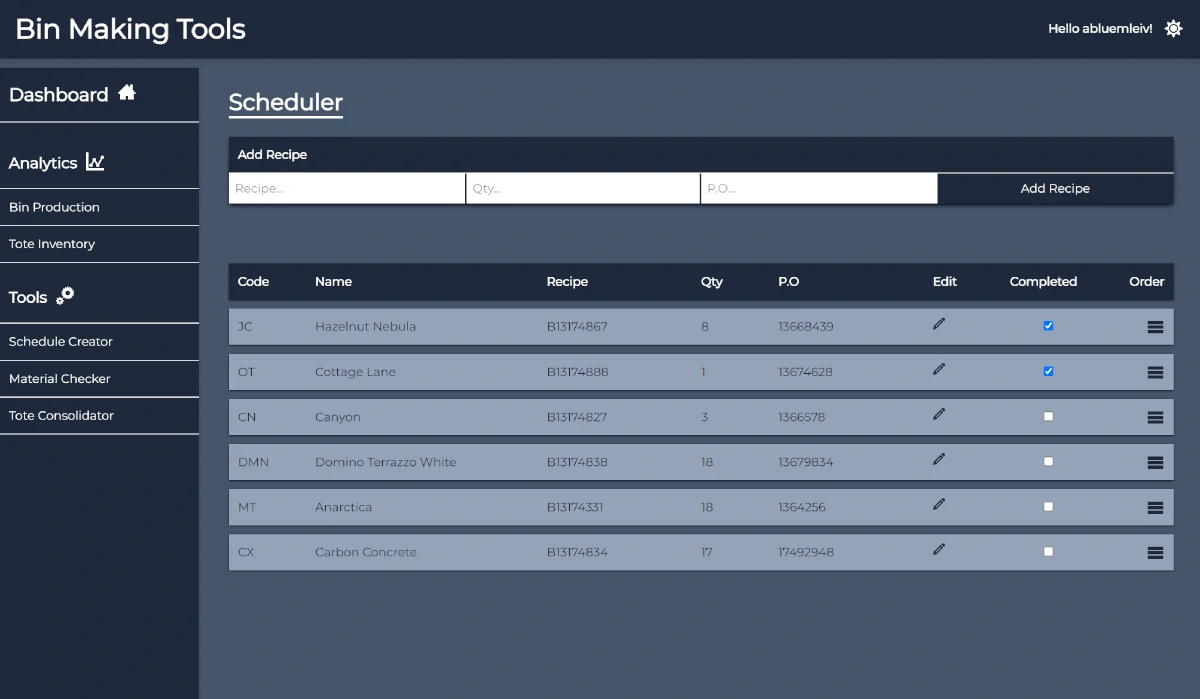 Bin Making Tools
Hello abluemleiv!
Dashboard
Analytics
Bin Production
Tote Inventory
Tools
Schedule Creator
Material Checker
Tote Consolidator
Scheduler
Add Recipe
Recipe... Qty... P.O... Add Recipe
Code Name Recipe Qty P.O Edit Completed Order
JC Hazelnut Nebula B13174867 8 13668439
OT Cottage Lane B13174888 1 13674628
CN Canyon B13174827 3 1366578
DMN Domino Terrazzo White B13174838 18 13679834
MT Anarctica B13174331 18 1364256
CX Carbon Concrete B13174834 17 17492948